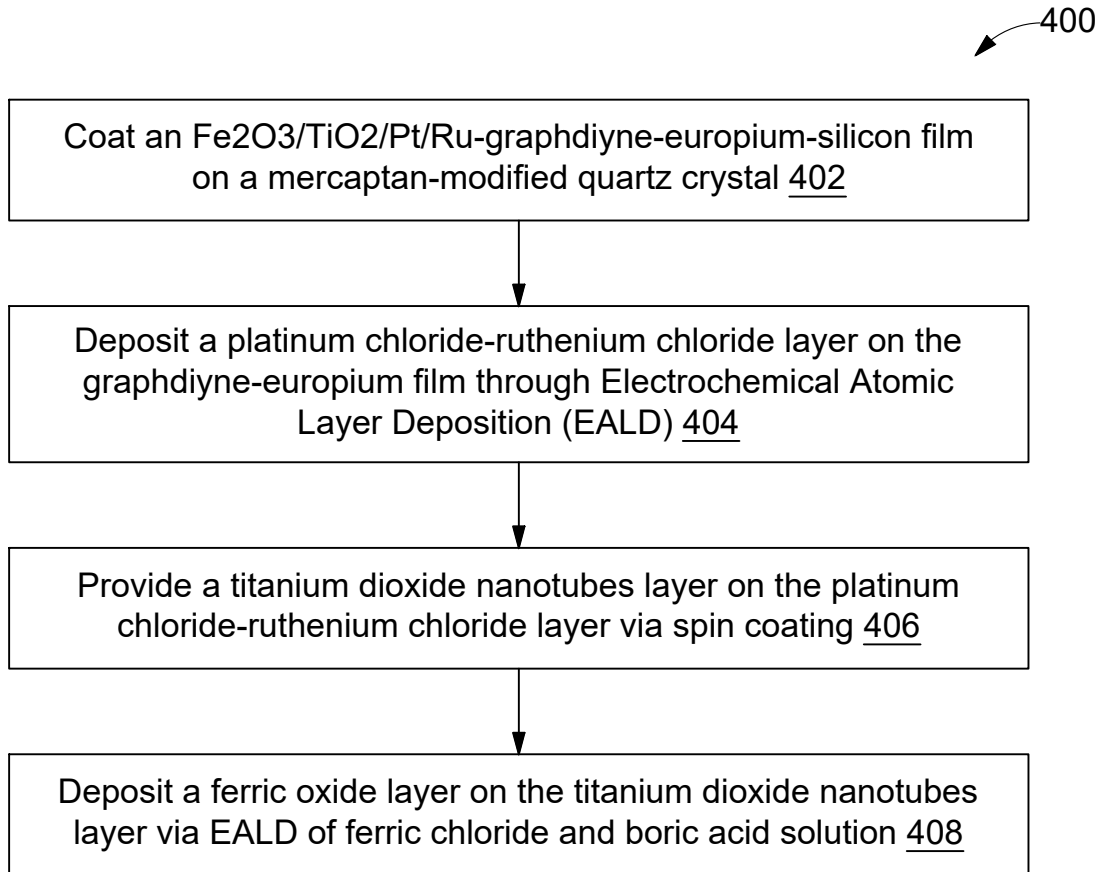 400
Coat an Fe2O3/TiO2/Pt/Ru-graphdiyne-europium-silicon film
on a mercaptan-modified quartz crystal 402
Deposit a platinum chloride-ruthenium chloride layer on the
graphdiyne-europium film through Electrochemical Atomic
Layer Deposition (EALD) 404
Provide a titanium dioxide nanotubes layer on the platinum
chloride-ruthenium chloride layer via spin coating 406
Deposit a ferric oxide layer on the titanium dioxide nanotubes
layer via EALD of ferric chloride and boric acid solution 408